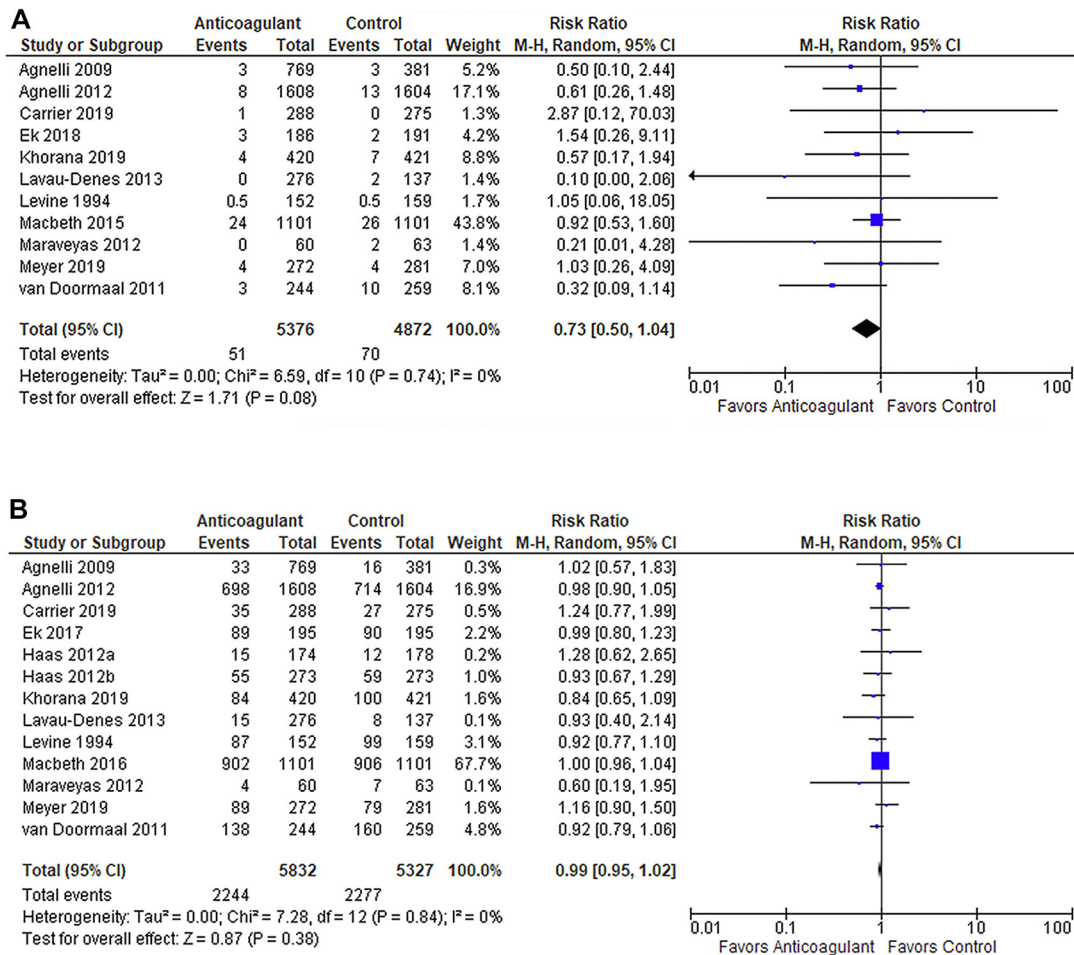 A
Anticoagulant Control Risk Ratio Risk Ratio
Study or Subgroup Events Total Events Total Weight M-H, Random, 95% CI M-H, Random, 95% CI
Agnelli 2009 3 769 3 381 5.2% 0.50 [0.10, 2.44]
Agnelli 2012 8 1608 13 1604 17.1% 0.61 [0.26, 1.48]
Carrier 2019 1 288 0 275 1.3% 2.87 [0.12, 70.03]
Ek 2018 3 186 2 191 4.2% 1.54 [0.26, 9.11]
Khorana 2019 4 420 7 421 8.8% 0.57 [0.17, 1.94]
Lavau-Denes 2013 0 276 2 137 1.4% 0.10 [0.00, 2.06]
Levine 1994 0.5 152 0.5 159 1.7% 1.05 [0.06, 18.05]
Macbeth 2015 24 1101 26 1101 43.8% 0.92 [0.53, 1.60]
Maraveyas 2012 0 60 2 63 1.4% 0.21 [0.01, 4.28]
Meyer 2019 4 272 4 281 7.0% 1.03 [0.26, 4.09]
van Doormaal 2011 3 244 10 259 8.1% 0.32 [0.09, 1.14]
Total (95% CI) 5376 4872 100.0% 0.73 [0.50, 1.04]
Total events 51 70
Heterogeneity: Tau² = 0.00; Chi² = 6.59, df = 10 (P = 0.74); I² = 0%
Test for overall effect: Z = 1.71 (P = 0.08)
0.01 0.1 1 10 100
Favors Anticoagulant Favors Control
B
Anticoagulant Control Risk Ratio Risk Ratio
Study or Subgroup Events Total Events Total Weight M-H, Random, 95% CI M-H, Random, 95% CI
Agnelli 2009 33 769 16 381 0.3% 1.02 [0.57, 1.83]
Agnelli 2012 698 1608 714 1604 16.9% 0.98 [0.90, 1.05]
Carrier 2019 35 288 27 275 0.5% 1.24 [0.77, 1.99]
Ek 2017 89 195 90 195 2.2% 0.99 [0.80, 1.23]
Haas 2012a 15 174 12 178 0.2% 1.28 [0.62, 2.65]
Haas 2012b 55 273 59 273 1.0% 0.93 [0.67, 1.29]
Khorana 2019 84 420 100 421 1.6% 0.84 [0.65, 1.09]
Lavau-Denes 2013 15 276 8 137 0.1% 0.93 [0.40, 2.14]
Levine 1994 87 152 99 159 3.1% 0.92 [0.77, 1.10]
Macbeth 2016 902 1101 906 1101 67.7% 1.00 [0.96, 1.04]
Maraveyas 2012 4 60 7 63 0.1% 0.60 [0.19, 1.95]
Meyer 2019 89 272 79 281 1.6% 1.16 [0.90, 1.50]
van Doormaal 2011 138 244 160 259 4.8% 0.92 [0.79, 1.06]
Total (95% CI) 5832 5327 100.0% 0.99 [0.95, 1.02]
Total events 2244 2277
Heterogeneity: Tau² = 0.00; Chi² = 7.28, df = 12 (P = 0.84); I² = 0%
Test for overall effect: Z = 0.87 (P = 0.38)
0.01 0.1 1 10 100
Favors Anticoagulant Favors Control